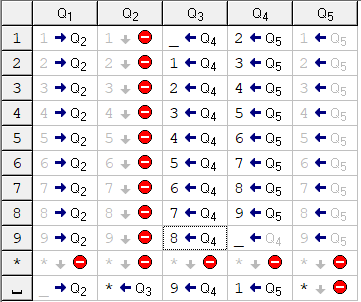 Q₁ Q₂ Q₃ Q₄ Q₅
1 1 → Q₂ 1 ↓ ⛔ _ ← Q₄ 2 ← Q₅ 1 ← Q₅
2 2 → Q₂ 2 ↓ ⛔ 1 ← Q₄ 3 ← Q₅ 2 ← Q₅
3 3 → Q₂ 3 ↓ ⛔ 2 ← Q₄ 4 ← Q₅ 3 ← Q₅
4 4 → Q₂ 4 ↓ ⛔ 3 ← Q₄ 5 ← Q₅ 4 ← Q₅
5 5 → Q₂ 5 ↓ ⛔ 4 ← Q₄ 6 ← Q₅ 5 ← Q₅
6 6 → Q₂ 6 ↓ ⛔ 5 ← Q₄ 7 ← Q₅ 6 ← Q₅
7 7 → Q₂ 7 ↓ ⛔ 6 ← Q₄ 8 ← Q₅ 7 ← Q₅
8 8 → Q₂ 8 ↓ ⛔ 7 ← Q₄ 9 ← Q₅ 8 ← Q₅
9 9 → Q₂ 9 ↓ ⛔ 8 ← Q₄ _ ← Q₄ 9 ← Q₅
* * ↓ ⛔ * ↓ ⛔ * ↓ ⛔ * ↓ ⛔ * ↓ ⛔
␣ _ → Q₂ * ← Q₃ 9 ← Q₄ 1 ← Q₅ * ↓ ⛔